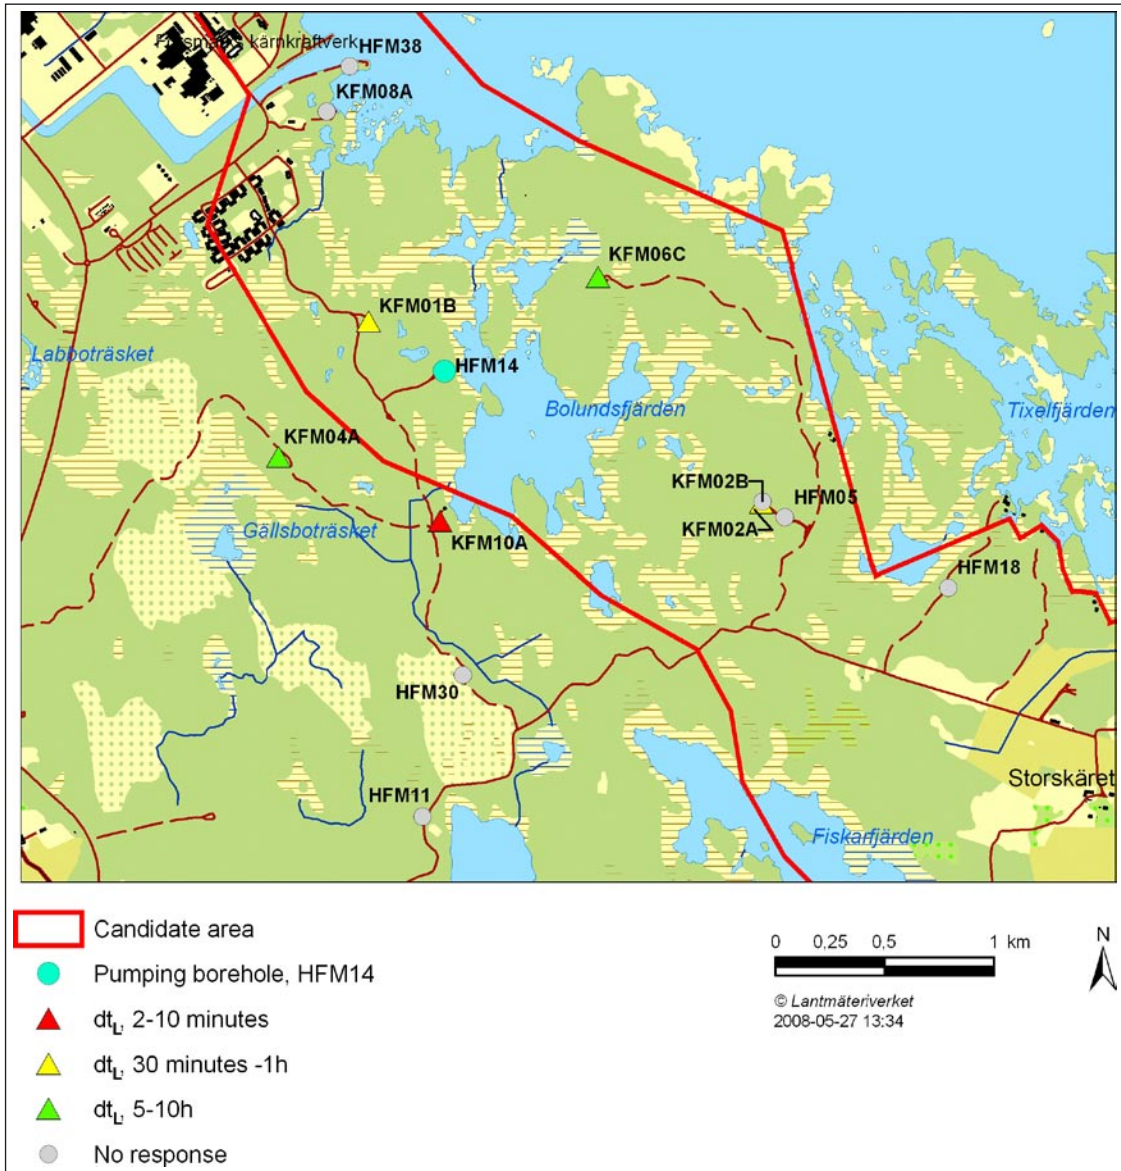 kärnkraftverk
HFM38
KFM08A
KFM06C
KFM01B
HFM14
Labboträsket
Bolundsfjärden
Tixelfjärden
KFM04A
KFM02B
HFM05
Gällsboträsket
KFM02A
KFM10A
HFM18
HFM30
Storskäret
HFM11
Fiskarfjärden
Candidate area
Pumping borehole, HFM14
dtL, 2-10 minutes
dtL, 30 minutes -1h
dtL, 5-10h
No response
0 0,25 0,5 1 km
N
© Lantmäteriverket
2008-05-27 13:34